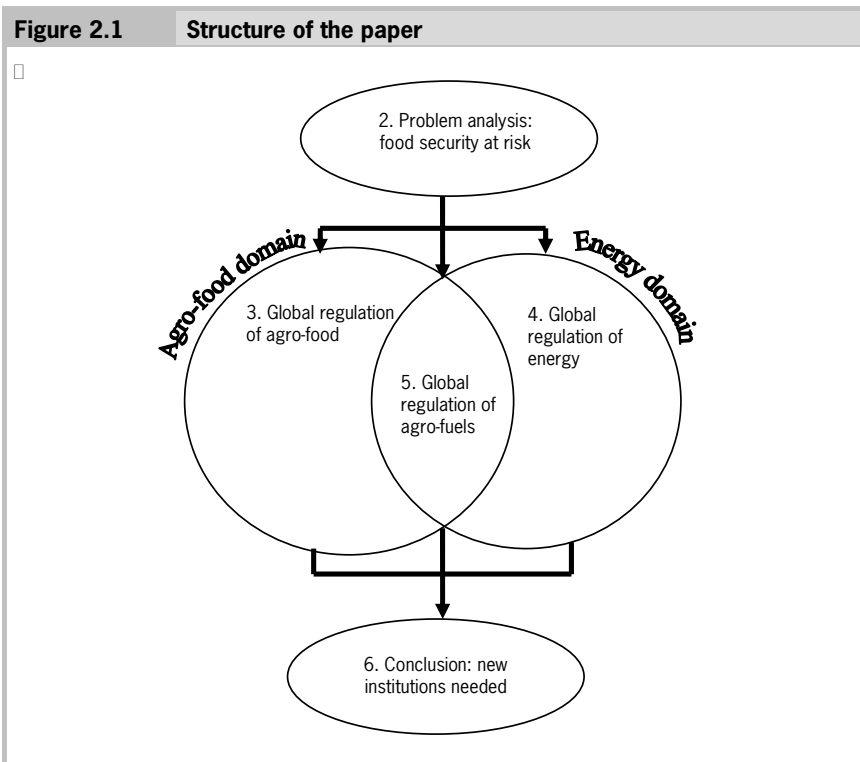 Figure 2.1 Structure of the paper
2. Problem analysis:
food security at risk
Agro-food domain
Energy domain
3. Global regulation
of agro-food
4. Global
regulation of
energy
5. Global
regulation of
agro-fuels
6. Conclusion: new
institutions needed